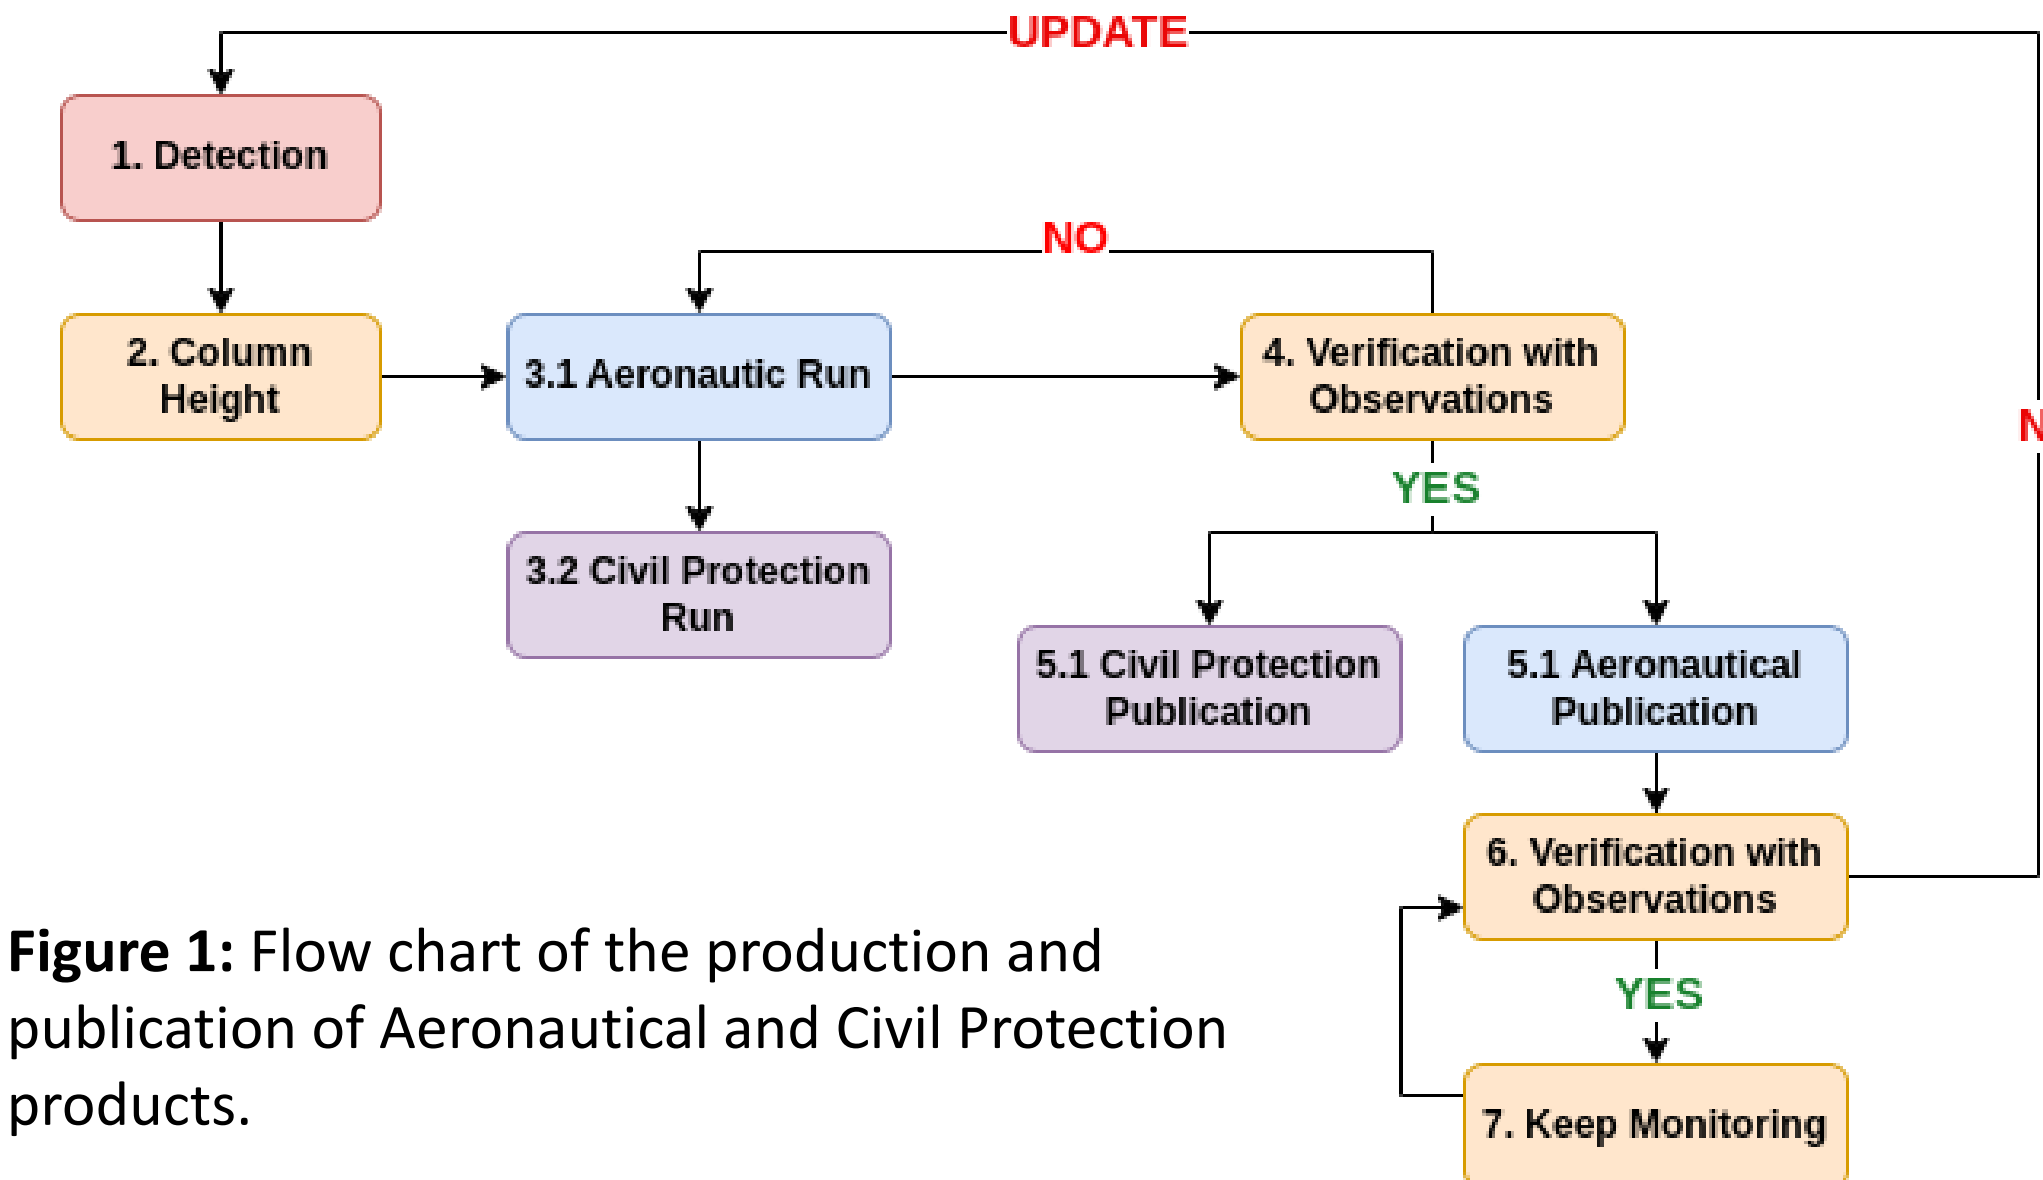 UPDATE
1. Detection
NO
2. Column
Height
3.1 Aeronautic Run
4. Verification with
Observations
N
YES
3.2 Civil Protection
Run
5.1 Civil Protection
Publication
5.1 Aeronautical
Publication
6. Verification with
Observations
YES
7. Keep Monitoring
Figure 1: Flow chart of the production and
publication of Aeronautical and Civil Protection
products.